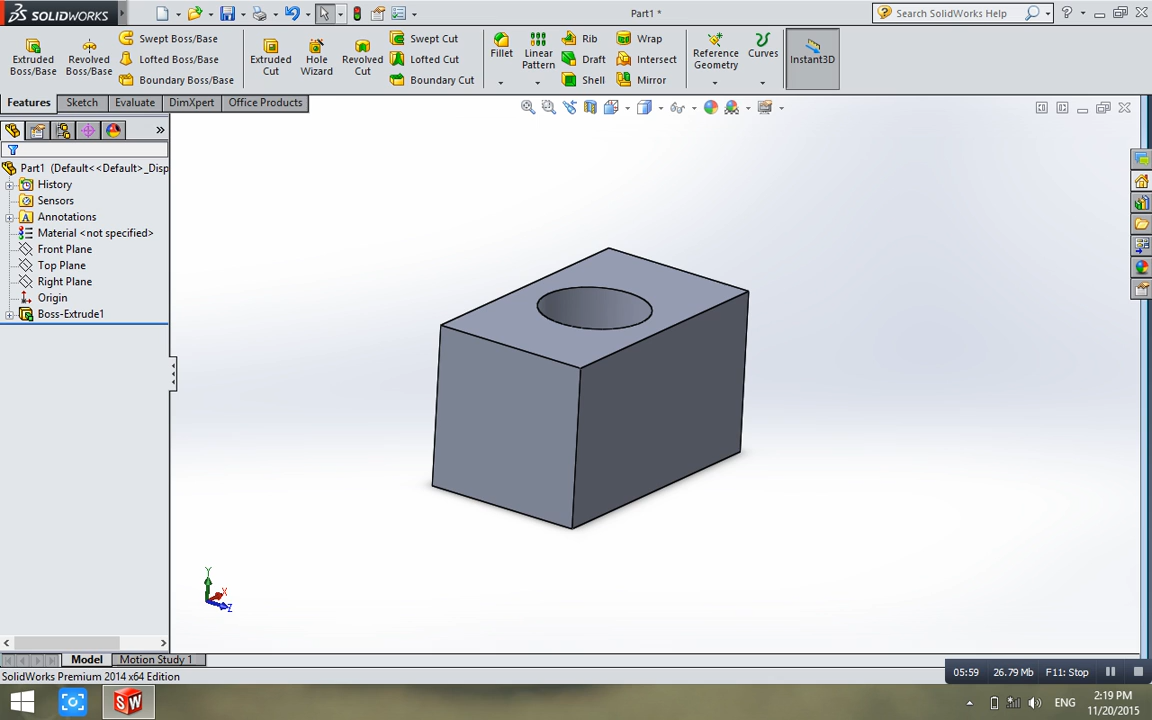 SOLIDWORKS
Part1 *
Search SolidWorks Help
Extruded Boss/Base
Revolved Boss/Base
Swept Boss/Base
Lofted Boss/Base
Boundary Boss/Base
Extruded Cut
Hole Wizard
Revolved Cut
Swept Cut
Lofted Cut
Boundary Cut
Fillet
Linear Pattern
Rib
Draft
Shell
Wrap
Intersect
Mirror
Reference Geometry
Curves
Instant3D
Features
Sketch
Evaluate
DimXpert
Office Products
Part1 (Default<<Default>_Disp
History
Sensors
Annotations
Material <not specified>
Front Plane
Top Plane
Right Plane
Origin
Boss-Extrude1
Y
X
Z
Model
Motion Study 1
SolidWorks Premium 2014 x64 Edition
05:59
26.79 Mb
F11: Stop
ENG
2:19 PM
11/20/2015